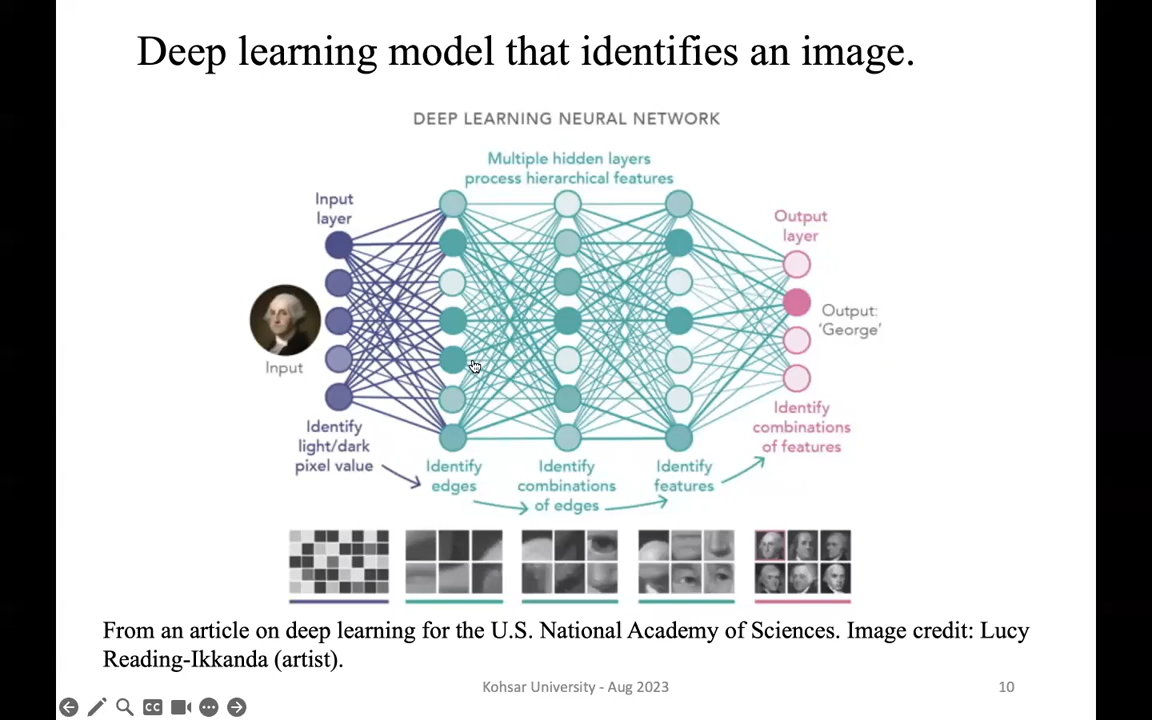 Deep learning model that identifies an image.
DEEP LEARNING NEURAL NETWORK
Multiple hidden layers
process hierarchical features
Input
layer
Output
layer
Input
Output:
'George'
Identify
light/dark
pixel value
Identify
edges
Identify
combinations
of edges
Identify
features
Identify
combinations
of features
From an article on deep learning for the U.S. National Academy of Sciences. Image credit: Lucy
Reading-Ikkanda (artist).
Kohsar University - Aug 2023
10
CC